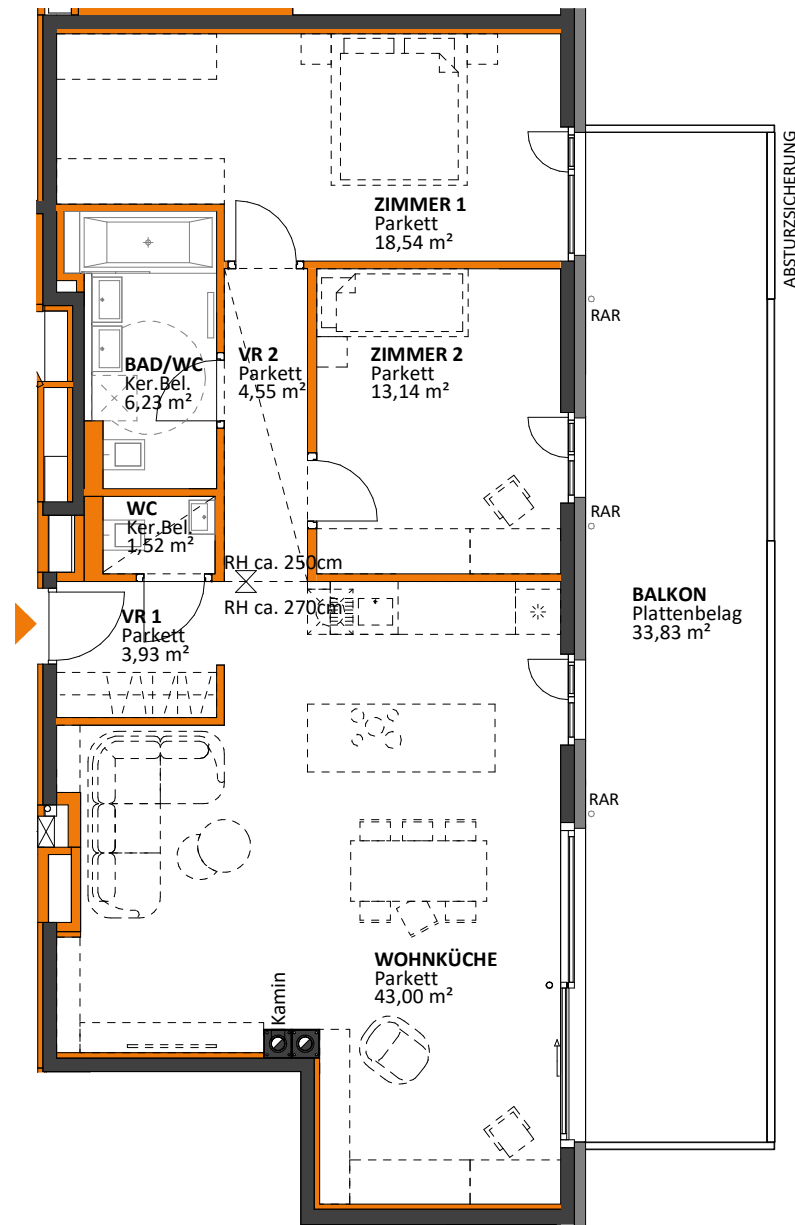 ABSTURZSICHERUNG
ZIMMER 1
Parkett
18,54 m²
RAR
BAD/WC
Ker.Bel.
6,23 m²
VR 2
Parkett
4,55 m²
ZIMMER 2
Parkett
13,14 m²
WC
Ker.Bel.
1,52 m²
RAR
RH ca. 250cm
RH ca. 270cm
VR 1
Parkett
3,93 m²
BALKON
Plattenbelag
33,83 m²
RAR
WOHNKÜCHE
Parkett
43,00 m²
Kamin